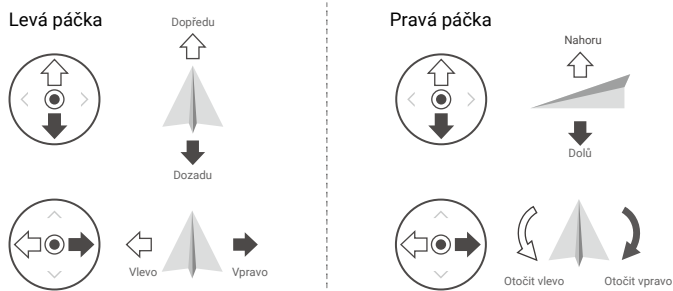 Levá páčka
Dopředu
Dozadu
Vlevo
Vpravo
Pravá páčka
Nahoru
Dolů
Otočit vlevo
Otočit vpravo